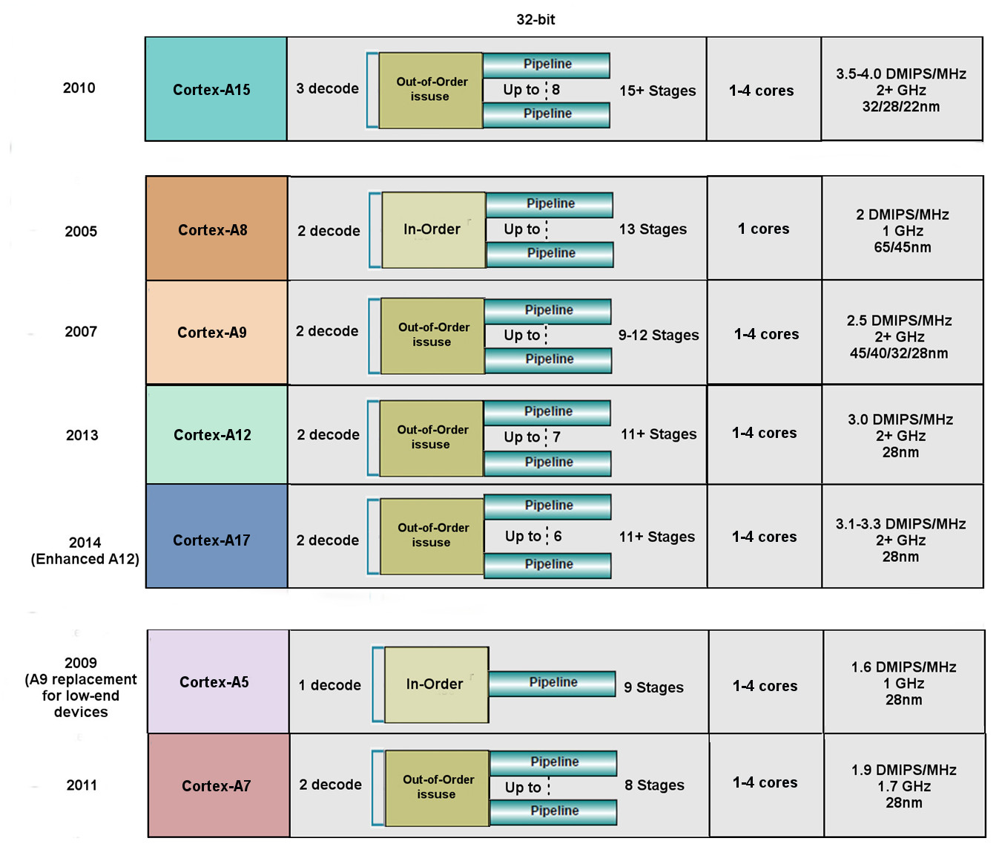 32-bit
2010
Cortex-A15
3 decode
Out-of-Order
issuse
Pipeline
Up to 8
Pipeline
15+ Stages
1-4 cores
3.5-4.0 DMIPS/MHz
2+ GHz
32/28/22nm
2005
Cortex-A8
2 decode
In-Order
Pipeline
Up to
Pipeline
13 Stages
1 cores
2 DMIPS/MHz
1 GHz
65/45nm
2007
Cortex-A9
2 decode
Out-of-Order
issuse
Pipeline
Up to
Pipeline
9-12 Stages
1-4 cores
2.5 DMIPS/MHz
2+ GHz
45/40/32/28nm
2013
Cortex-A12
2 decode
Out-of-Order
issuse
Pipeline
Up to 7
Pipeline
11+ Stages
1-4 cores
3.0 DMIPS/MHz
2+ GHz
28nm
2014
(Enhanced A12)
Cortex-A17
2 decode
Out-of-Order
issuse
Pipeline
Up to 6
Pipeline
11+ Stages
1-4 cores
3.1-3.3 DMIPS/MHz
2+ GHz
28nm
2009
(A9 replacement
for low-end
devices
Cortex-A5
1 decode
In-Order
Pipeline
9 Stages
1-4 cores
1.6 DMIPS/MHz
1 GHz
28nm
2011
Cortex-A7
2 decode
Out-of-Order
issuse
Pipeline
Up to
Pipeline
8 Stages
1-4 cores
1.9 DMIPS/MHz
1.7 GHz
28nm